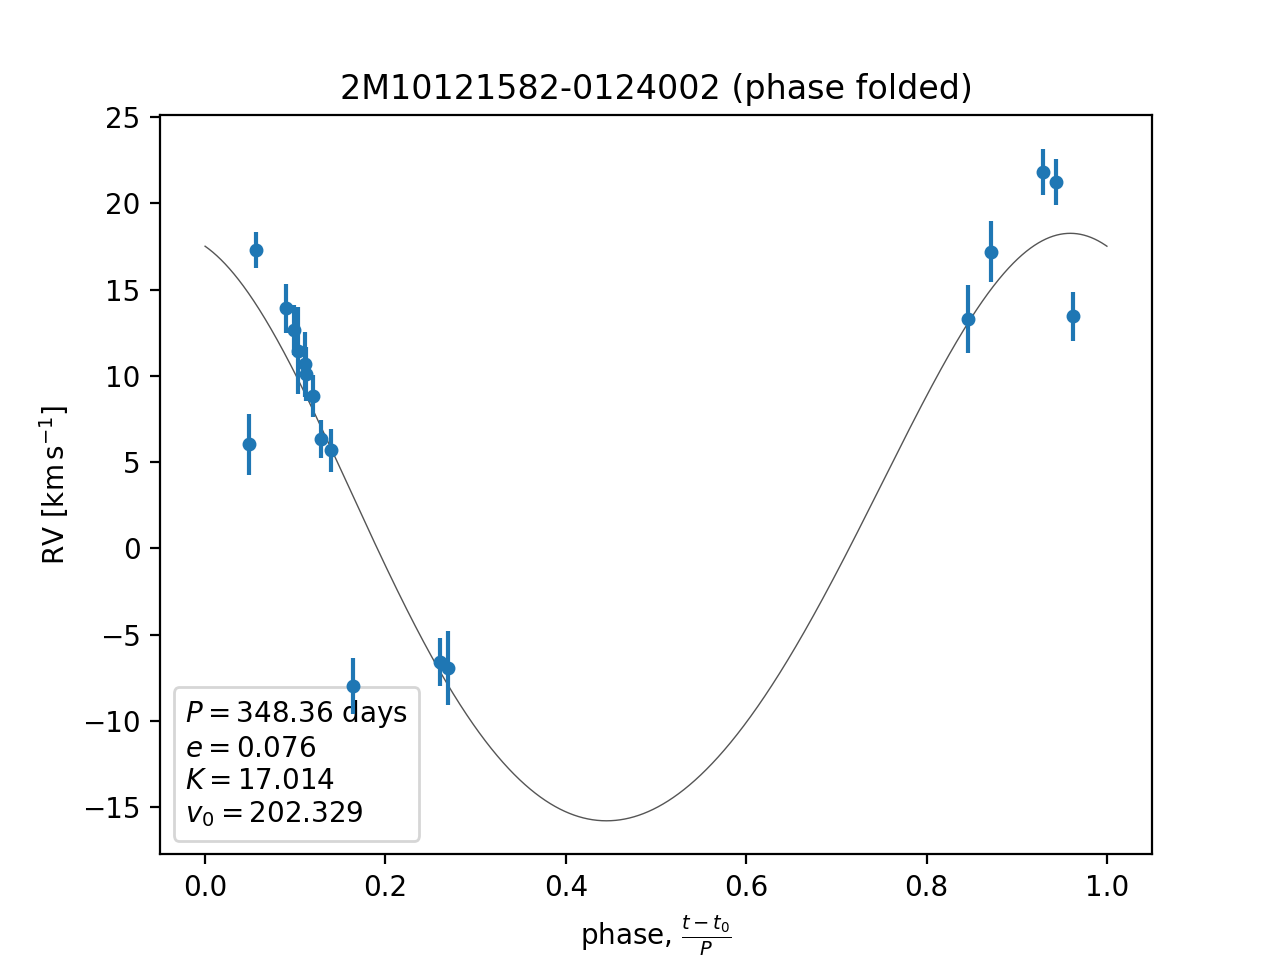 2M10121582-0124002 (phase folded)
25
20
15
10
5
0
−5
−10
−15
RV [km s⁻¹]
P = 348.36 days
e = 0.076
K = 17.014
v₀ = 202.329
0.0 0.2 0.4 0.6 0.8 1.0
phase, (t − t₀)/P